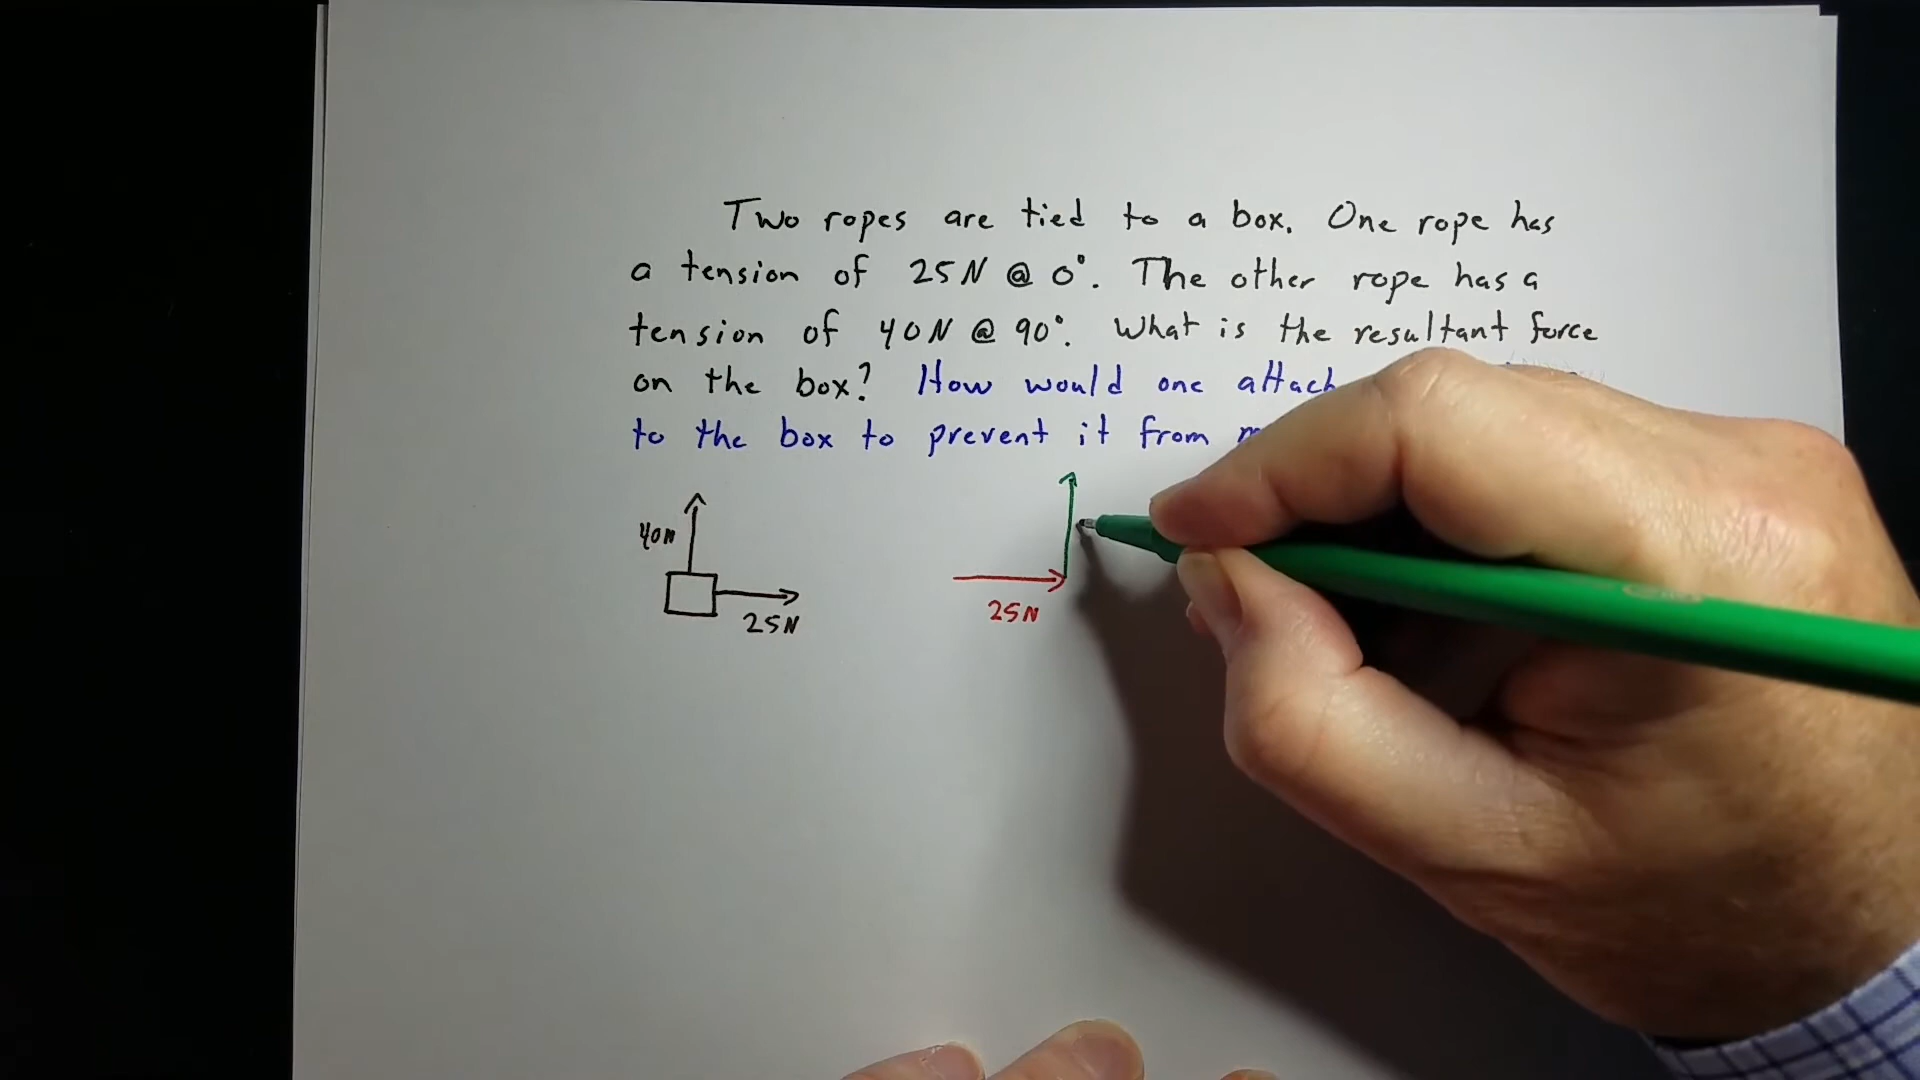 Two ropes are tied to a box. One rope has
a tension of 25N @ 0°. The other rope has a
tension of 40N @ 90°. What is the resultant force
on the box? How would one attach
to the box to prevent it from
40N
25N
25N